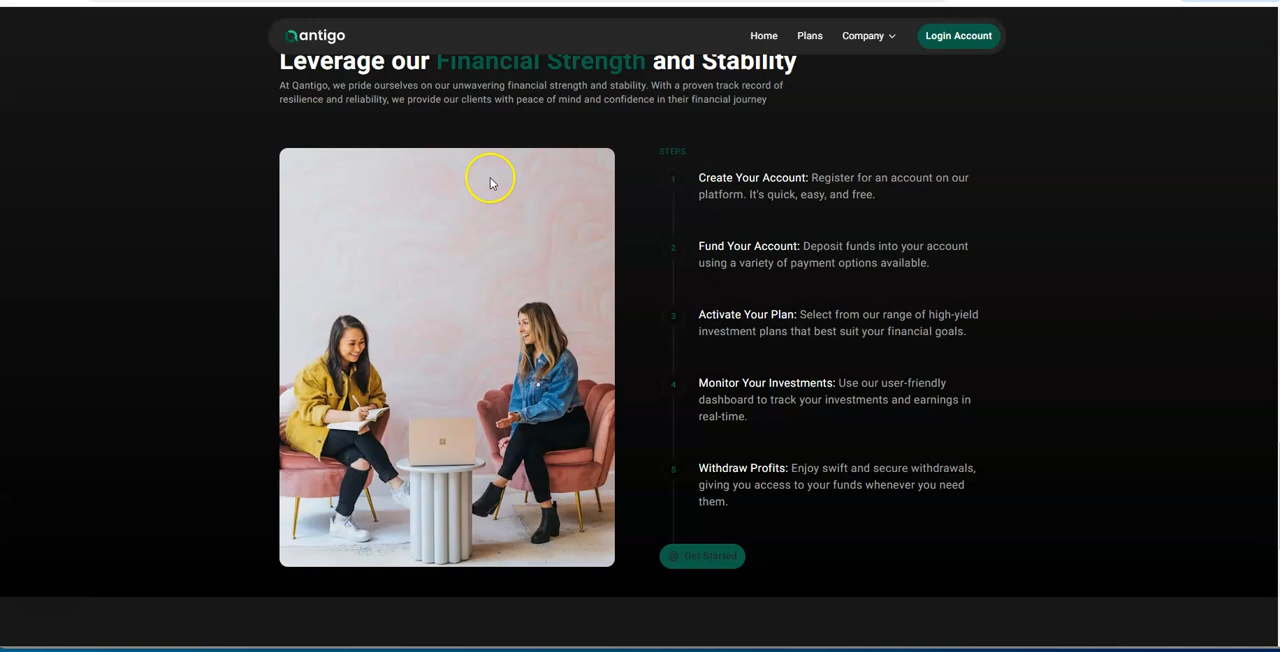 Qantigo
Home
Plans
Company
Login Account
Leverage our Financial Strength and Stability
At Qantigo, we pride ourselves on our unwavering financial strength and stability. With a proven track record of
resilience and reliability, we provide our clients with peace of mind and confidence in their financial journey
STEPS
1
Create Your Account: Register for an account on our
platform. It's quick, easy, and free.
2
Fund Your Account: Deposit funds into your account
using a variety of payment options available.
3
Activate Your Plan: Select from our range of high-yield
investment plans that best suit your financial goals.
4
Monitor Your Investments: Use our user-friendly
dashboard to track your investments and earnings in
real-time.
5
Withdraw Profits: Enjoy swift and secure withdrawals,
giving you access to your funds whenever you need
them.
Get Started